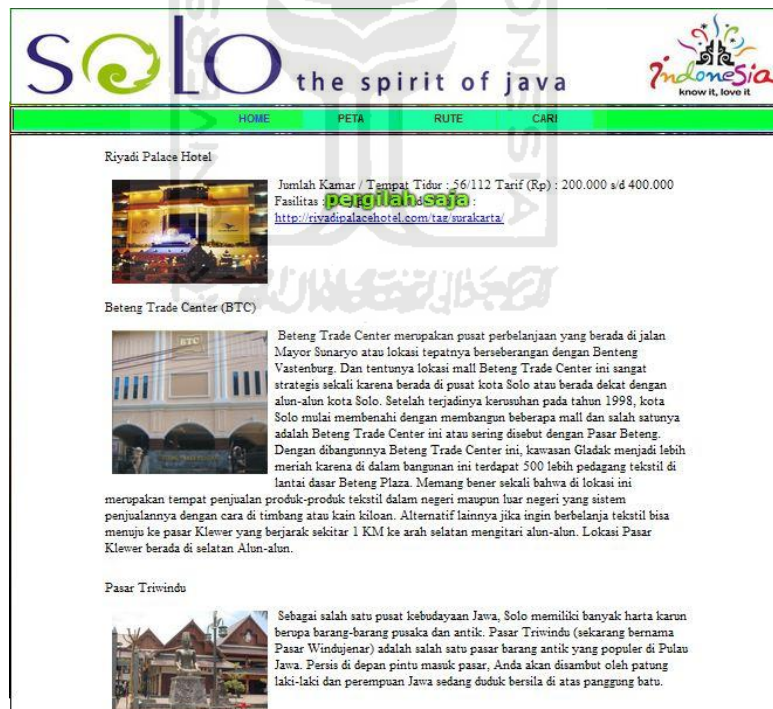 SOLO the spirit of java
Indonesia
know it, love it
HOME PETA RUTE CARI
Riyadi Palace Hotel
Jumlah Kamar / Tempat Tidur : 56/112 Tarif (Rp) : 200.000 s/d 400.000
Fasilitas : pergilah saja :
http://riyadipalacehotel.com/tag/surakarta/
Beteng Trade Center (BTC)
BTC
Beteng Trade Center merupakan pusat perbelanjaan yang berada di jalan
Mayor Sunaryo atau lokasi tepatnya berseberangan dengan Benteng
Vastenburg. Dan tentunya lokasi mall Beteng Trade Center ini sangat
strategis sekali karena berada di pusat kota Solo atau berada dekat dengan
alun-alun kota Solo. Setelah terjadinya kerusuhan pada tahun 1998, kota
Solo mulai membenahi dengan membangun beberapa mall dan salah satunya
adalah Beteng Trade Center ini atau sering disebut dengan Pasar Beteng.
Dengan dibangunnya Beteng Trade Center ini, kawasan Gladak menjadi lebih
meriah karena di dalam bangunan ini terdapat 500 lebih pedagang tekstil di
lantai dasar Beteng Plaza. Memang bener sekali bahwa di lokasi ini
merupakan tempat penjualan produk-produk tekstil dalam negeri maupun luar negeri yang sistem
penjualannya dengan cara di timbang atau kain kiloan. Alternatif lainnya jika ingin berbelanja tekstil bisa
menuju ke pasar Klewer yang berjarak sekitar 1 KM ke arah selatan mengitari alun-alun. Lokasi Pasar
Klewer berada di selatan Alun-alun.
Pasar Triwindu
Sebagai salah satu pusat kebudayaan Jawa, Solo memiliki banyak harta karun
berupa barang-barang pusaka dan antik. Pasar Triwindu (sekarang bernama
Pasar Windujenar) adalah salah satu pasar barang antik yang populer di Pulau
Jawa. Persis di depan pintu masuk pasar, Anda akan disambut oleh patung
laki-laki dan perempuan Jawa sedang duduk bersila di atas panggung batu.